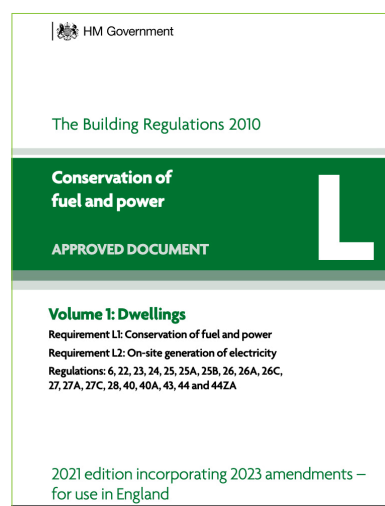 HM Government
The Building Regulations 2010
Conservation of
fuel and power
L
APPROVED DOCUMENT
Volume 1: Dwellings
Requirement L1: Conservation of fuel and power
Requirement L2: On-site generation of electricity
Regulations: 6, 22, 23, 24, 25, 25A, 25B, 26, 26A, 26C,
27, 27A, 27C, 28, 40, 40A, 43, 44 and 44ZA
2021 edition incorporating 2023 amendments –
for use in England